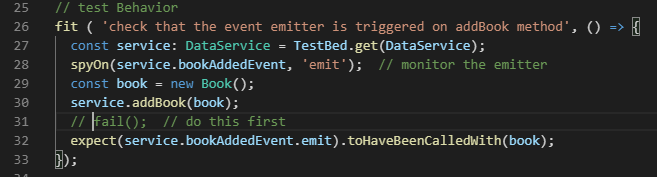 25 // test Behavior
26 fit ( 'check that the event emitter is triggered on addBook method', () => {
27 const service: DataService = TestBed.get(DataService);
28 spyOn(service.bookAddedEvent, 'emit'); // monitor the emitter
29 const book = new Book();
30 service.addBook(book);
31 // fail(); // do this first
32 expect(service.bookAddedEvent.emit).toHaveBeenCalledWith(book);
33 });
34